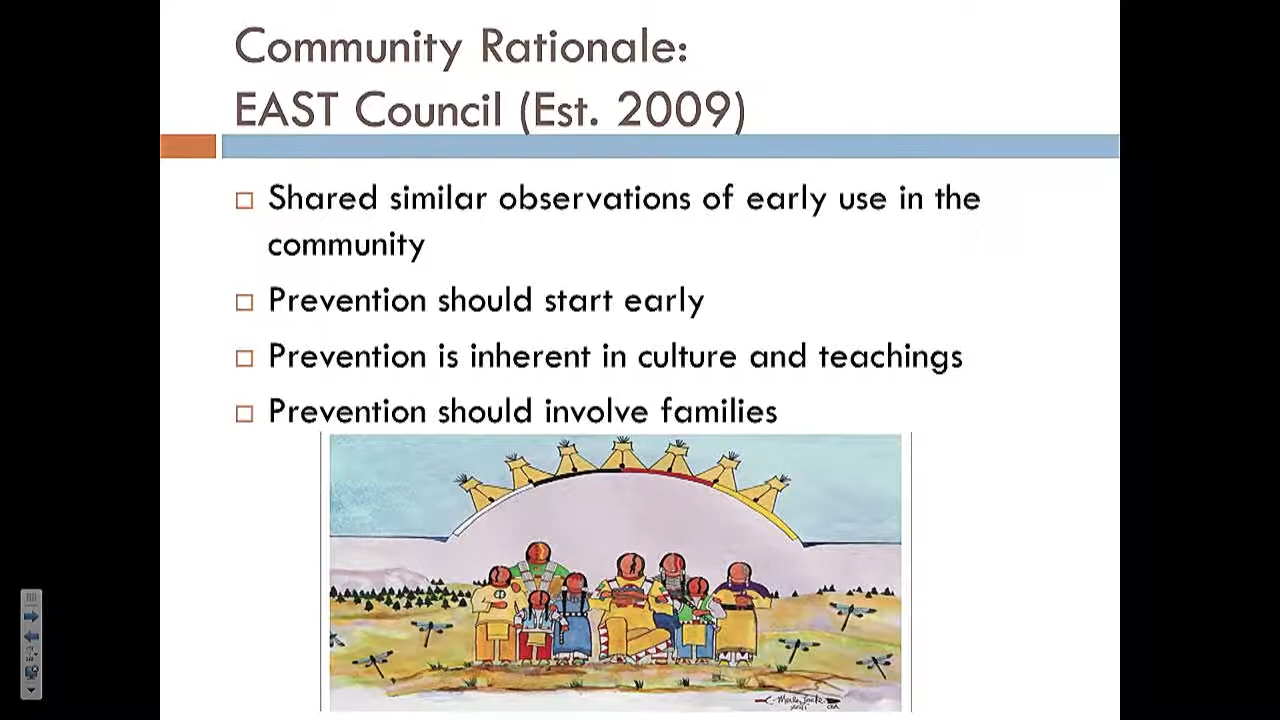 Community Rationale:
EAST Council (Est. 2009)
Shared similar observations of early use in the
community
Prevention should start early
Prevention is inherent in culture and teachings
Prevention should involve families